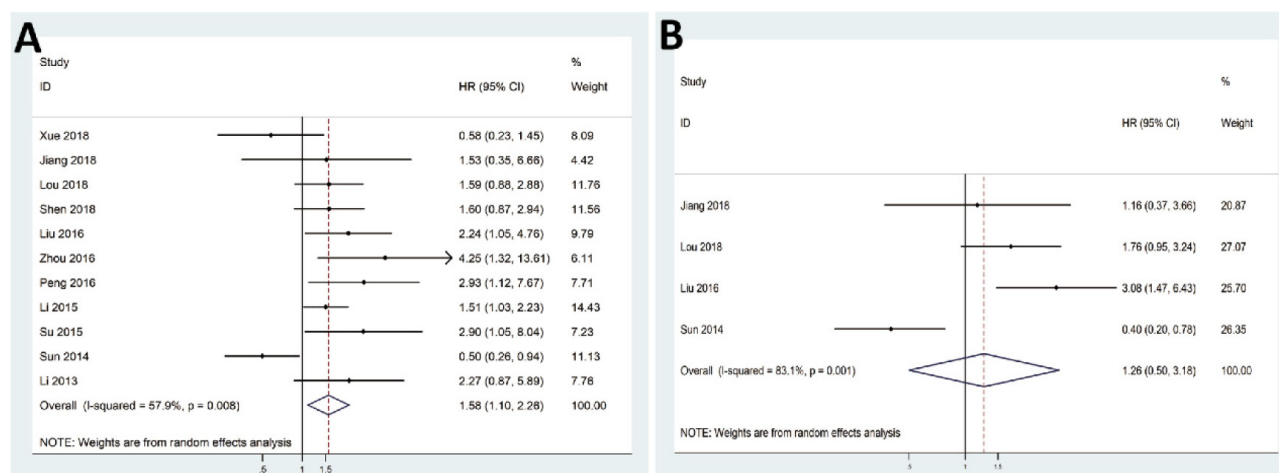 A
Study %
ID HR (95% CI) Weight
Xue 2018 0.58 (0.23, 1.45) 8.09
Jiang 2018 1.53 (0.35, 6.66) 4.42
Lou 2018 1.59 (0.88, 2.88) 11.76
Shen 2018 1.60 (0.87, 2.94) 11.56
Liu 2016 2.24 (1.05, 4.76) 9.79
Zhou 2016 4.25 (1.32, 13.61) 6.11
Peng 2016 2.93 (1.12, 7.67) 7.71
Li 2015 1.51 (1.03, 2.23) 14.43
Su 2015 2.90 (1.05, 8.04) 7.23
Sun 2014 0.50 (0.26, 0.94) 11.13
Li 2013 2.27 (0.87, 5.89) 7.76
Overall (I-squared = 57.9%, p = 0.008) 1.58 (1.10, 2.26) 100.00
NOTE: Weights are from random effects analysis
.5 1 1.5
B
Study %
ID HR (95% CI) Weight
Jiang 2018 1.16 (0.37, 3.66) 20.87
Lou 2018 1.76 (0.95, 3.24) 27.07
Liu 2016 3.08 (1.47, 6.43) 25.70
Sun 2014 0.40 (0.20, 0.78) 26.35
Overall (I-squared = 83.1%, p = 0.001) 1.26 (0.50, 3.18) 100.00
NOTE: Weights are from random effects analysis
.5 1 1.5